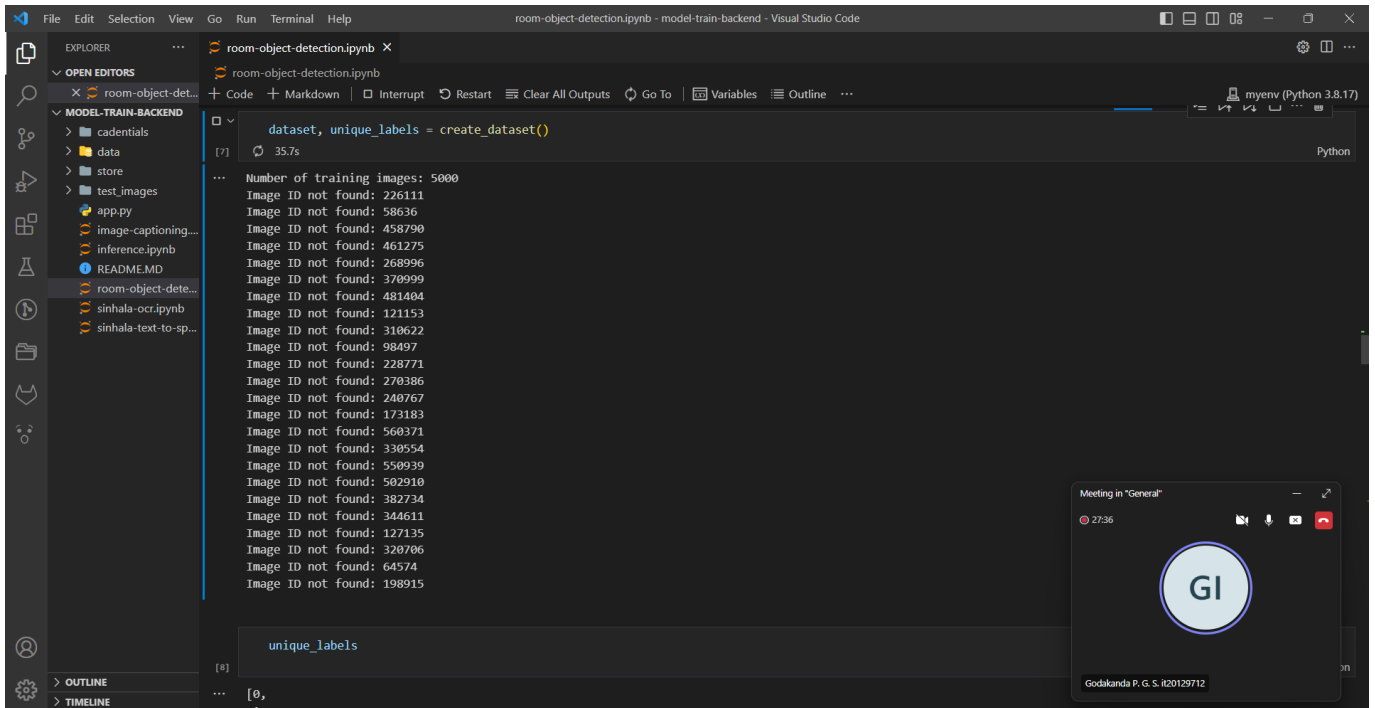 File Edit Selection View Go Run Terminal Help
room-object-detection.ipynb - model-train-backend - Visual Studio Code
EXPLORER
OPEN EDITORS
room-object-det...
MODEL-TRAIN-BACKEND
cadentials
data
store
test_images
app.py
image-captioning....
inference.ipynb
README.MD
room-object-dete...
sinhala-ocr.ipynb
sinhala-text-to-sp...
OUTLINE
TIMELINE
room-object-detection.ipynb
room-object-detection.ipynb
Code Markdown Interrupt Restart Clear All Outputs Go To Variables Outline
myenv (Python 3.8.17)
dataset, unique_labels = create_dataset()
[7] 35.7s Python
Number of training images: 5000
Image ID not found: 226111
Image ID not found: 58636
Image ID not found: 458790
Image ID not found: 461275
Image ID not found: 268996
Image ID not found: 370999
Image ID not found: 481404
Image ID not found: 121153
Image ID not found: 310622
Image ID not found: 98497
Image ID not found: 228771
Image ID not found: 270386
Image ID not found: 240767
Image ID not found: 173183
Image ID not found: 560371
Image ID not found: 330554
Image ID not found: 550939
Image ID not found: 502910
Image ID not found: 382734
Image ID not found: 344611
Image ID not found: 127135
Image ID not found: 320706
Image ID not found: 64574
Image ID not found: 198915
unique_labels
[8]
[0,
Meeting in "General"
27:36
GI
Godakanda P. G. S. it20129712